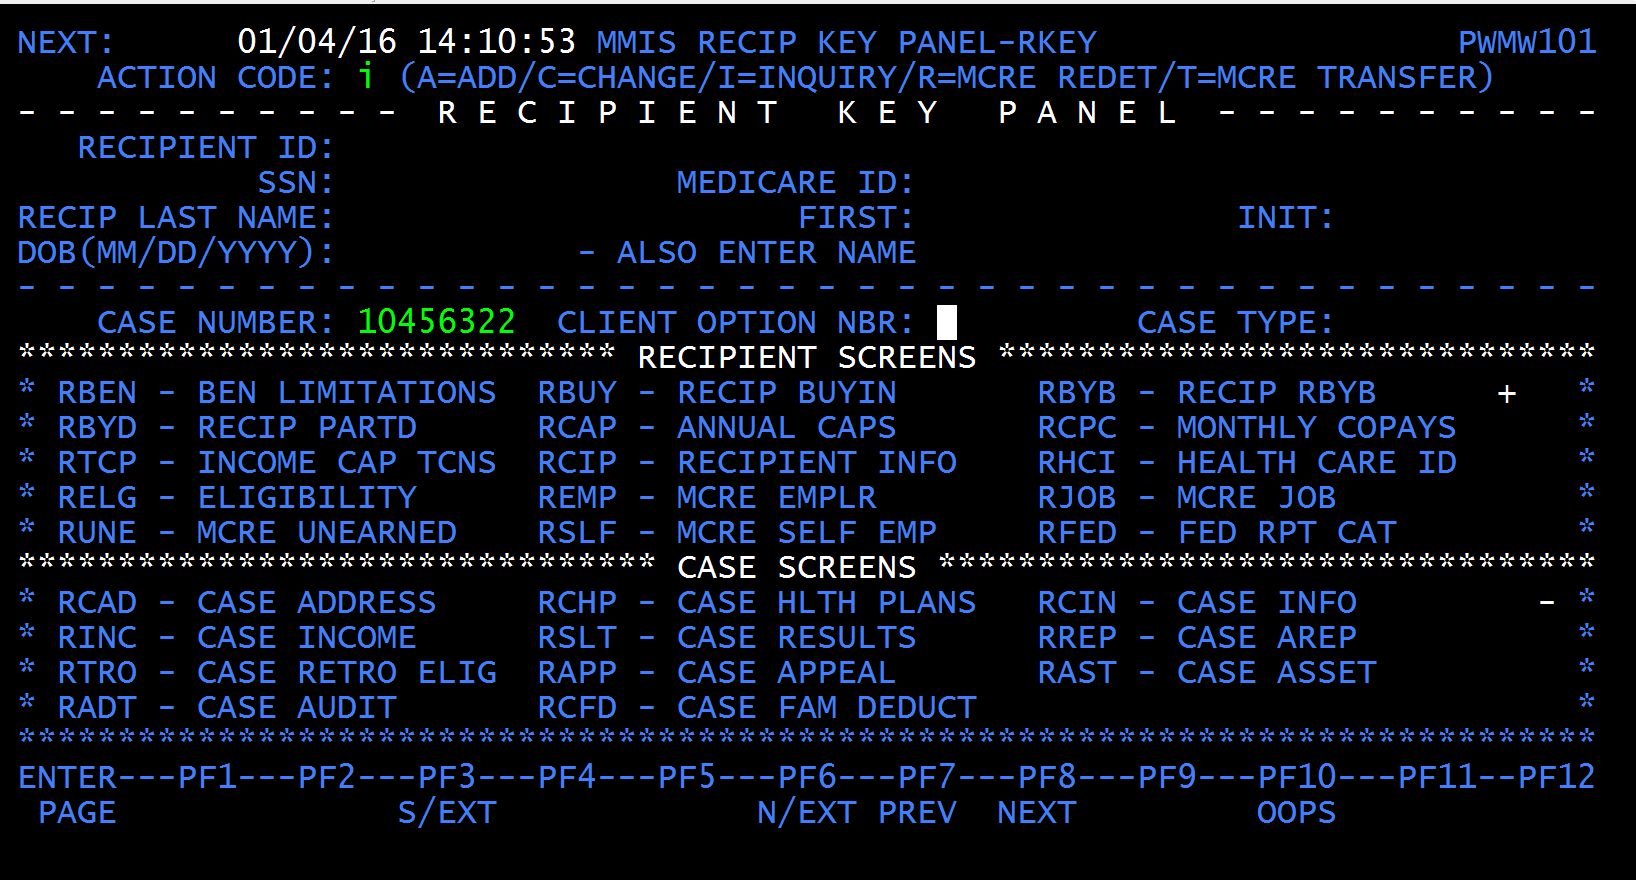 NEXT: 01/04/16 14:10:53 MMIS RECIP KEY PANEL-RKEY PWMW101
ACTION CODE: i (A=ADD/C=CHANGE/I=INQUIRY/R=MCRE REDET/T=MCRE TRANSFER)
- - - - - - - - - - R E C I P I E N T   K E Y   P A N E L - - - - - - - - - -
RECIPIENT ID:
SSN: MEDICARE ID:
RECIP LAST NAME: FIRST: INIT:
DOB(MM/DD/YYYY): - ALSO ENTER NAME
- - - - - - - - - - - - - - - - - - - - - - - - - - - - - - - - - - - - - - - -
CASE NUMBER: 10456322 CLIENT OPTION NBR: CASE TYPE:
****************************** RECIPIENT SCREENS ******************************
* RBEN - BEN LIMITATIONS RBUY - RECIP BUYIN RBYB - RECIP RBYB + *
* RBYD - RECIP PARTD RCAP - ANNUAL CAPS RCPC - MONTHLY COPAYS *
* RTCP - INCOME CAP TCNS RCIP - RECIPIENT INFO RHCI - HEALTH CARE ID *
* RELG - ELIGIBILITY REMP - MCRE EMPLR RJOB - MCRE JOB *
* RUNE - MCRE UNEARNED RSLF - MCRE SELF EMP RFED - FED RPT CAT *
******************************** CASE SCREENS *********************************
* RCAD - CASE ADDRESS RCHP - CASE HLTH PLANS RCIN - CASE INFO - *
* RINC - CASE INCOME RSLT - CASE RESULTS RREP - CASE AREP *
* RTRO - CASE RETRO ELIG RAPP - CASE APPEAL RAST - CASE ASSET *
* RADT - CASE AUDIT RCFD - CASE FAM DEDUCT *
*******************************************************************************
ENTER---PF1---PF2---PF3---PF4---PF5---PF6---PF7---PF8---PF9---PF10---PF11--PF12
PAGE S/EXT N/EXT PREV NEXT OOPS